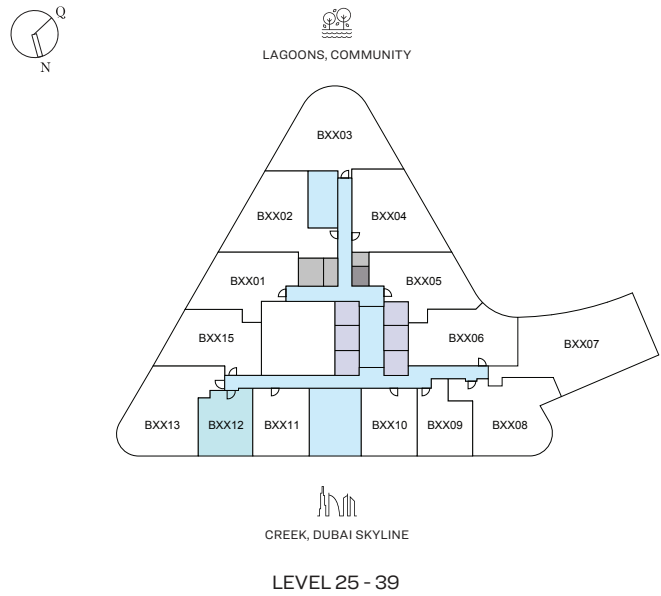 Q
N
LAGOONS, COMMUNITY
BXX03
BXX02
BXX04
BXX01
BXX05
BXX15
BXX06
BXX07
BXX13
BXX12
BXX11
BXX10
BXX09
BXX08
CREEK, DUBAI SKYLINE
LEVEL 25 - 39